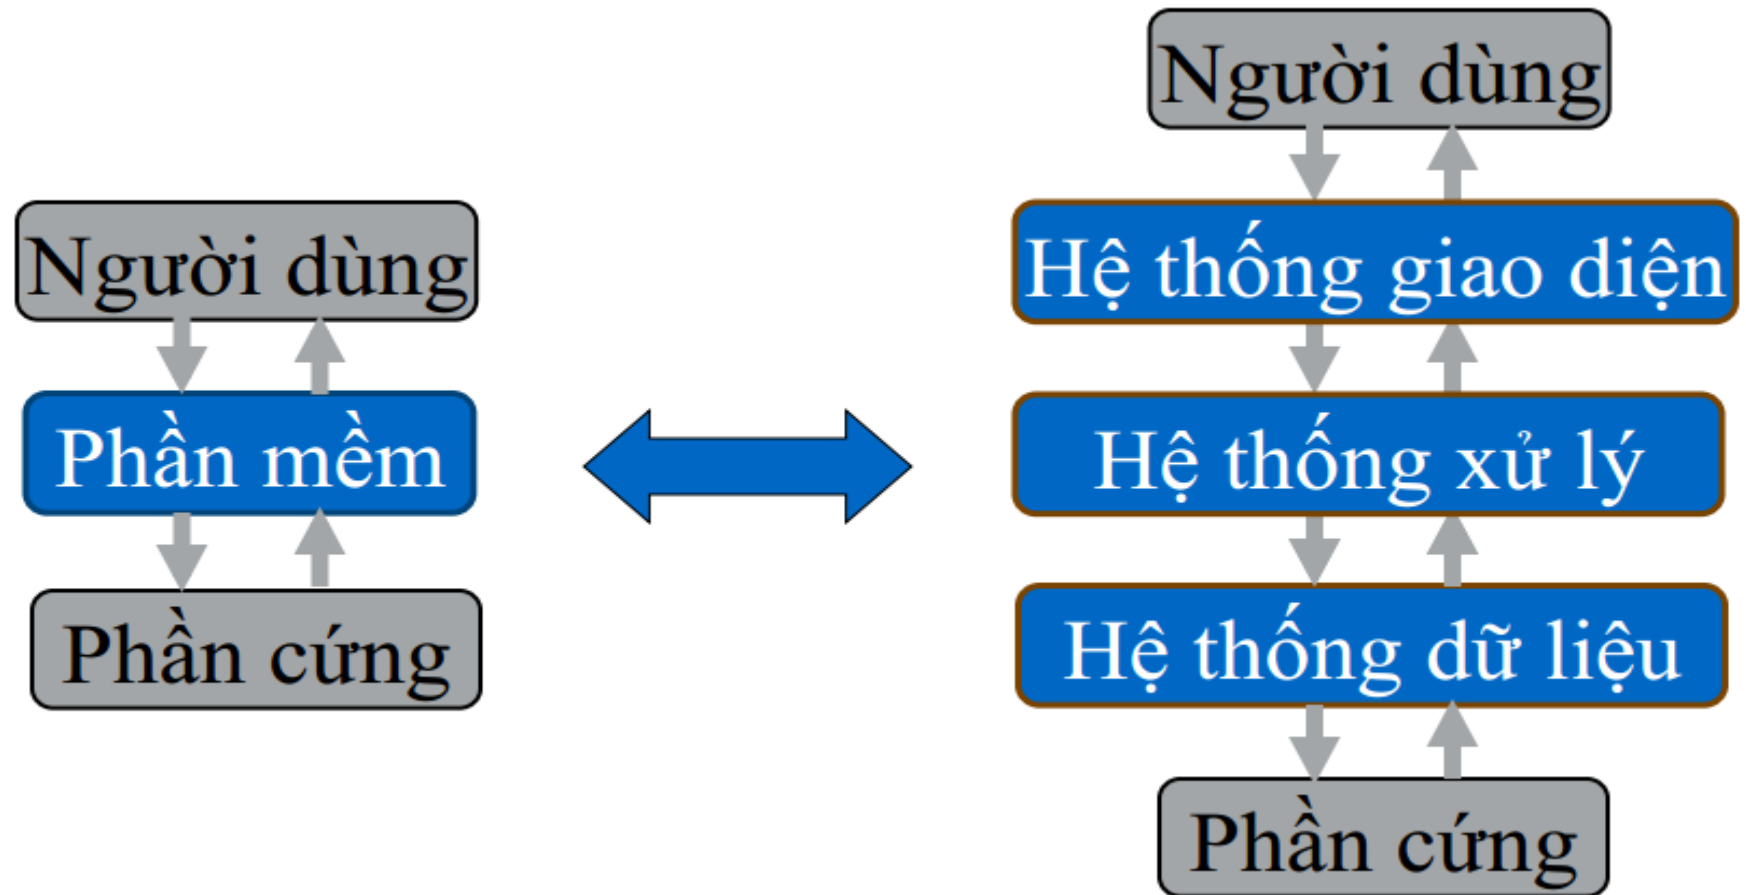 Người dùng
Phần mềm
Phần cứng
Người dùng
Hệ thống giao diện
Hệ thống xử lý
Hệ thống dữ liệu
Phần cứng